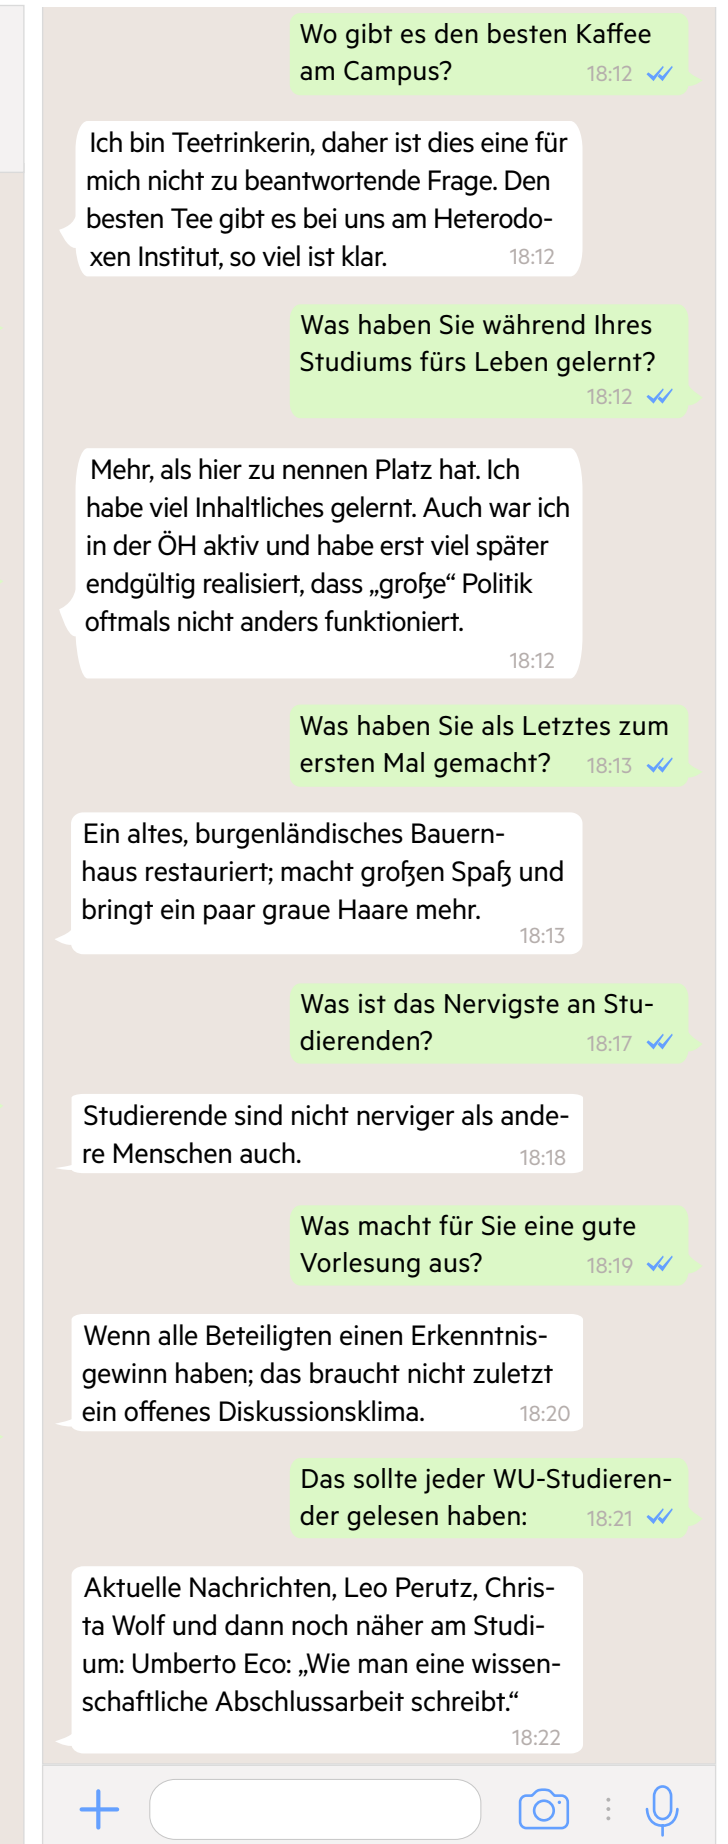 Wo gibt es den besten Kaffee
am Campus? 18:12
Ich bin Teetrinkerin, daher ist dies eine für
mich nicht zu beantwortende Frage. Den
besten Tee gibt es bei uns am Heterodo-
xen Institut, so viel ist klar. 18:12
Was haben Sie während Ihres
Studiums fürs Leben gelernt?
18:12
Mehr, als hier zu nennen Platz hat. Ich
habe viel Inhaltliches gelernt. Auch war ich
in der ÖH aktiv und habe erst viel später
endgültig realisiert, dass „große“ Politik
oftmals nicht anders funktioniert.
18:12
Was haben Sie als Letztes zum
ersten Mal gemacht? 18:13
Ein altes, burgenländisches Bauern-
haus restauriert; macht großen Spaß und
bringt ein paar graue Haare mehr.
18:13
Was ist das Nervigste an Stu-
dierenden? 18:17
Studierende sind nicht nerviger als ande-
re Menschen auch. 18:18
Was macht für Sie eine gute
Vorlesung aus? 18:19
Wenn alle Beteiligten einen Erkenntnis-
gewinn haben; das braucht nicht zuletzt
ein offenes Diskussionsklima. 18:20
Das sollte jeder WU-Studieren-
der gelesen haben: 18:21
Aktuelle Nachrichten, Leo Perutz, Chris-
ta Wolf und dann noch näher am Studi-
um: Umberto Eco: „Wie man eine wissen-
schaftliche Abschlussarbeit schreibt.“
18:22